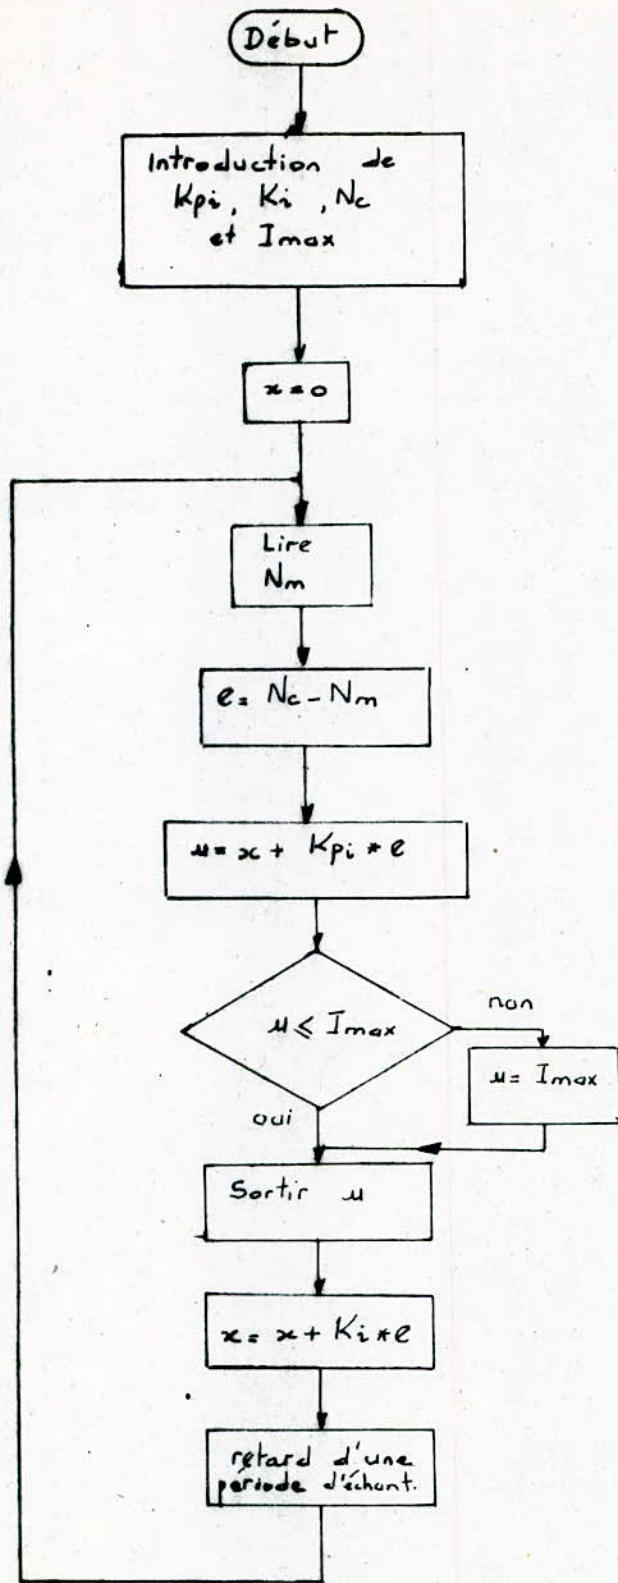 Début
Introduction de
Kpi, Ki, Nc
et Imax
x = 0
Lire
Nm
e = Nc - Nm
u = x + Kpi * e
u ≤ Imax
non
u = Imax
oui
Sortir u
x = x + Ki * e
retard d'une
période d'échant.